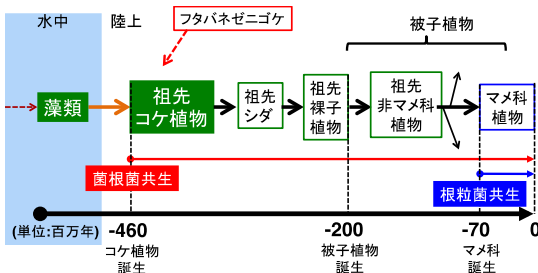 水中
陸上
フタバネゼニゴケ
被子植物
藻類
祖先
コケ植物
祖先
シダ
祖先
裸子
植物
祖先
非マメ科
植物
マメ科
植物
菌根菌共生
根粒菌共生
(単位:百万年)
-460
-200
-70
0
コケ植物
誕生
被子植物
誕生
マメ科
誕生